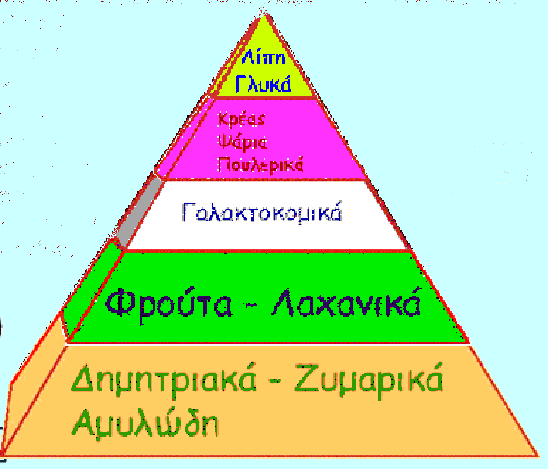 Λίπη
Γλυκά
Κρέας
Ψάρια
Πουλερικά
Γαλακτοκομικά
Φρούτα - Λαχανικά
Δημητριακά - Ζυμαρικά
Αμυλώδη